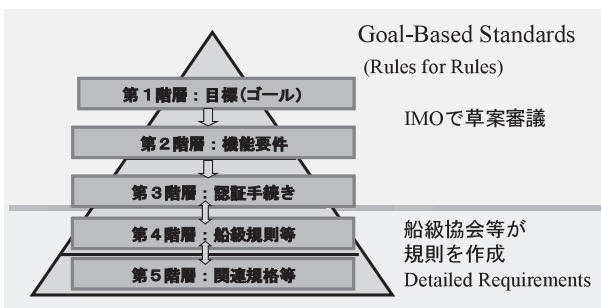 Goal-Based Standards
(Rules for Rules)
第1階層：目標(ゴール)
IMOで草案審議
第2階層：機能要件
第3階層：認証手続き
第4階層：船級規則等
船級協会等が
規則を作成
第5階層：関連規格等
Detailed Requirements